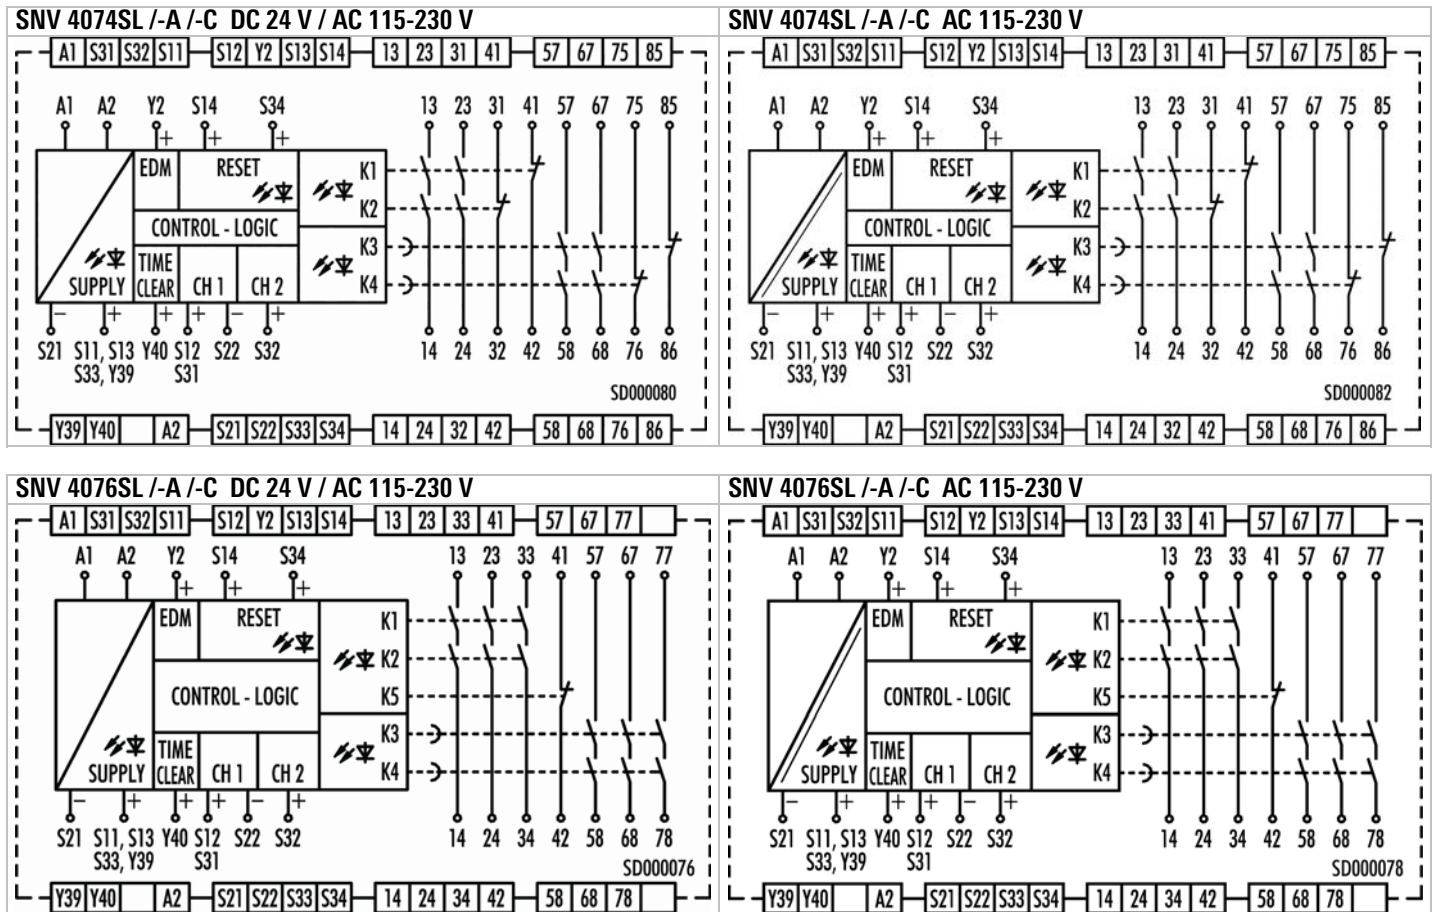 SNV 4074SL /-A /-C DC 24 V / AC 115-230 V
A1 S31 S32 S11 S12 Y2 S13 S14 13 23 31 41 57 67 75 85
A1 A2 Y2 S14 S34 13 23 31 41 57 67 75 85
+ + +
EDM RESET K1
K2
CONTROL - LOGIC
K3
TIME
SUPPLY CLEAR CH 1 CH 2 K4
− + + + − +
S21 S11, S13 Y40 S12 S22 S32 14 24 32 42 58 68 76 86
S33, Y39 S31
SD000080
Y39 Y40 A2 S21 S22 S33 S34 14 24 32 42 58 68 76 86
SNV 4074SL /-A /-C AC 115-230 V
A1 S31 S32 S11 S12 Y2 S13 S14 13 23 31 41 57 67 75 85
A1 A2 Y2 S14 S34 13 23 31 41 57 67 75 85
+ + +
EDM RESET K1
K2
CONTROL - LOGIC
K3
TIME
SUPPLY CLEAR CH 1 CH 2 K4
− + + + − +
S21 S11, S13 Y40 S12 S22 S32 14 24 32 42 58 68 76 86
S33, Y39 S31
SD000082
Y39 Y40 A2 S21 S22 S33 S34 14 24 32 42 58 68 76 86
SNV 4076SL /-A /-C DC 24 V / AC 115-230 V
A1 S31 S32 S11 S12 Y2 S13 S14 13 23 33 41 57 67 77
A1 A2 Y2 S14 S34 13 23 33 41 57 67 77
+ + +
EDM RESET K1
K2
CONTROL - LOGIC K5
K3
TIME
SUPPLY CLEAR CH 1 CH 2 K4
− + + + − +
S21 S11, S13 Y40 S12 S22 S32 14 24 34 42 58 68 78
S33, Y39 S31
SD000076
Y39 Y40 A2 S21 S22 S33 S34 14 24 34 42 58 68 78
SNV 4076SL /-A /-C AC 115-230 V
A1 S31 S32 S11 S12 Y2 S13 S14 13 23 33 41 57 67 77
A1 A2 Y2 S14 S34 13 23 33 41 57 67 77
+ + +
EDM RESET K1
K2
CONTROL - LOGIC K5
K3
TIME
SUPPLY CLEAR CH 1 CH 2 K4
− + + + − +
S21 S11, S13 Y40 S12 S22 S32 14 24 34 42 58 68 78
S33, Y39 S31
SD000078
Y39 Y40 A2 S21 S22 S33 S34 14 24 34 42 58 68 78